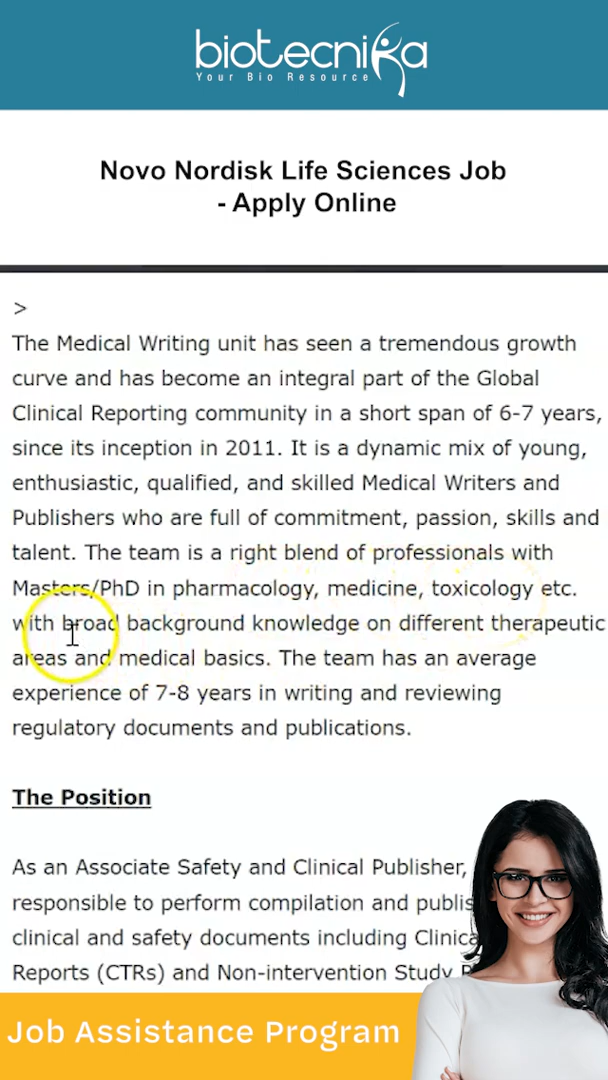 biotecnika
Your Bio Resource
Novo Nordisk Life Sciences Job
- Apply Online
>
The Medical Writing unit has seen a tremendous growth
curve and has become an integral part of the Global
Clinical Reporting community in a short span of 6-7 years,
since its inception in 2011. It is a dynamic mix of young,
enthusiastic, qualified, and skilled Medical Writers and
Publishers who are full of commitment, passion, skills and
talent. The team is a right blend of professionals with
Masters/PhD in pharmacology, medicine, toxicology etc.
with broad background knowledge on different therapeutic
areas and medical basics. The team has an average
experience of 7-8 years in writing and reviewing
regulatory documents and publications.
The Position
As an Associate Safety and Clinical Publisher,
responsible to perform compilation and
clinical and safety documents including
Reports (CTRs) and Non-intervention Study
Job Assistance Program